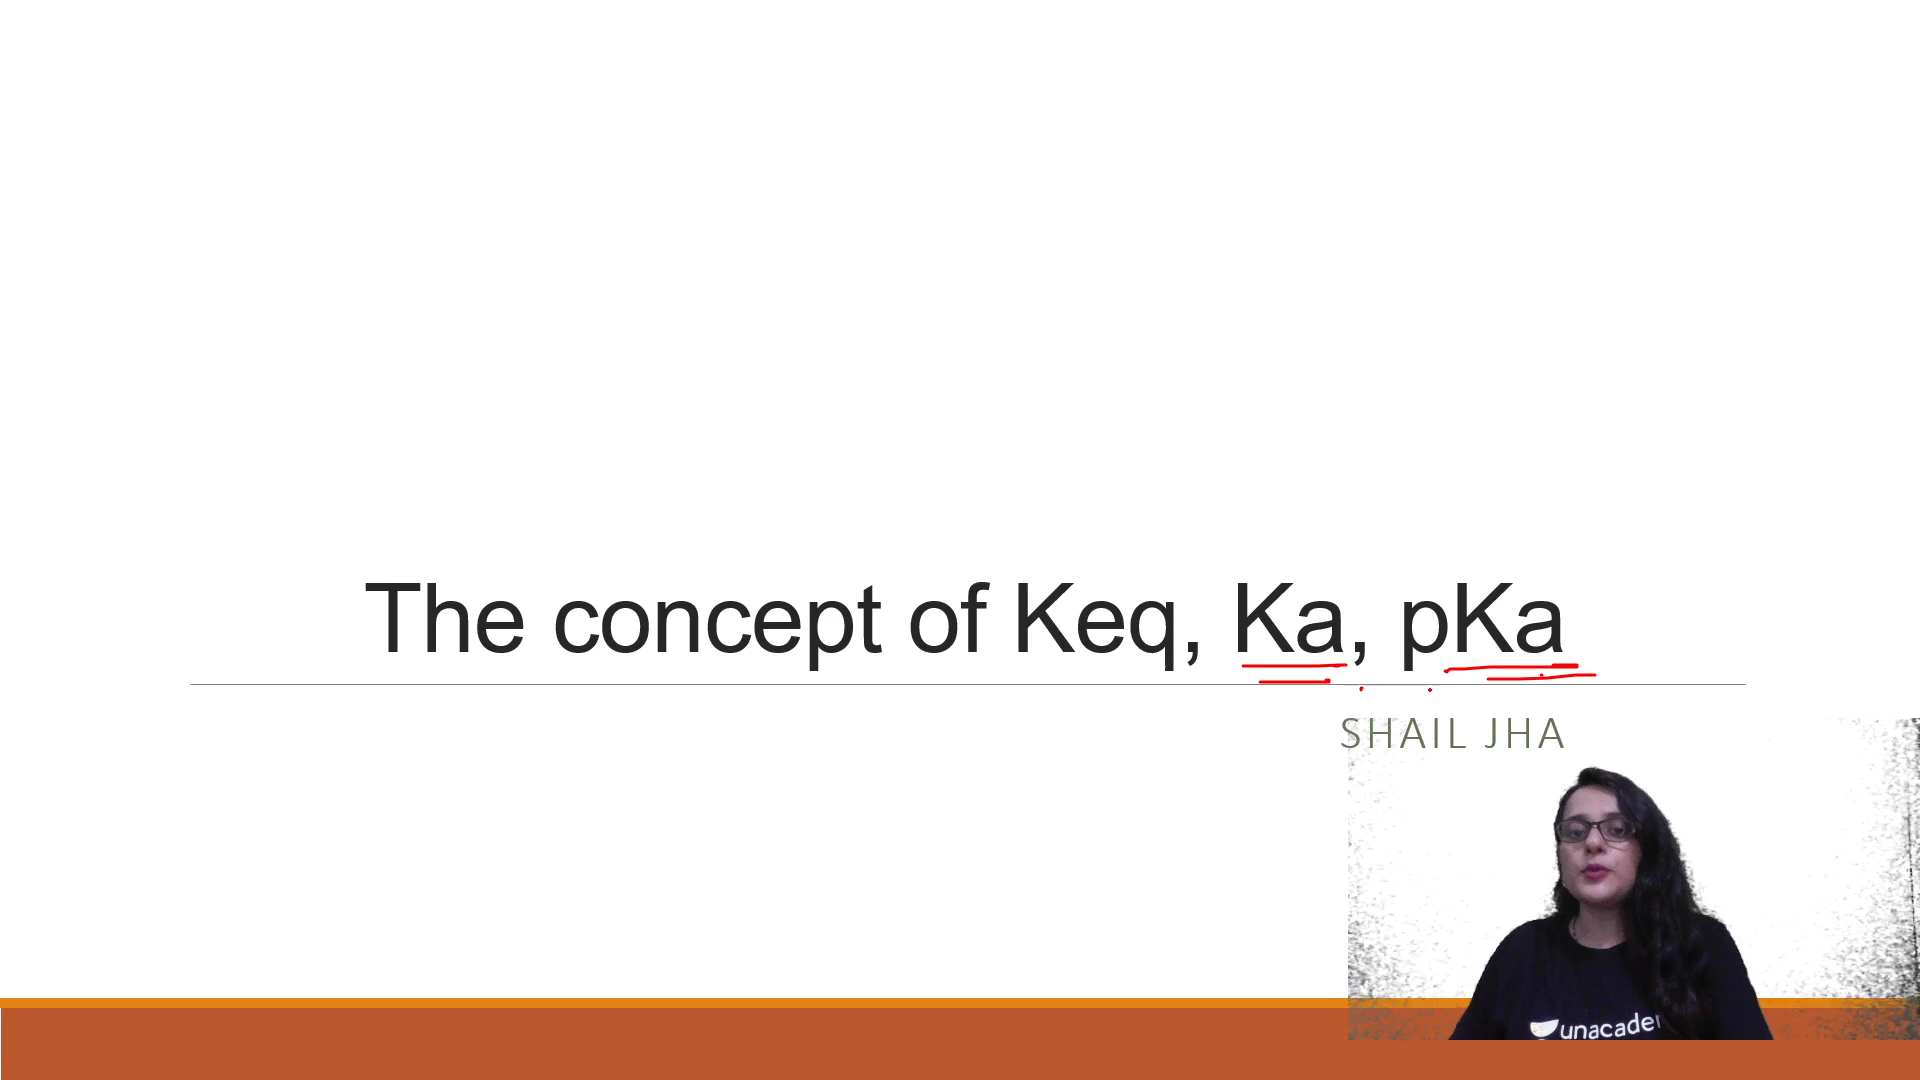 The concept of Keq, Ka, pKa
SHAIL JHA
unacade